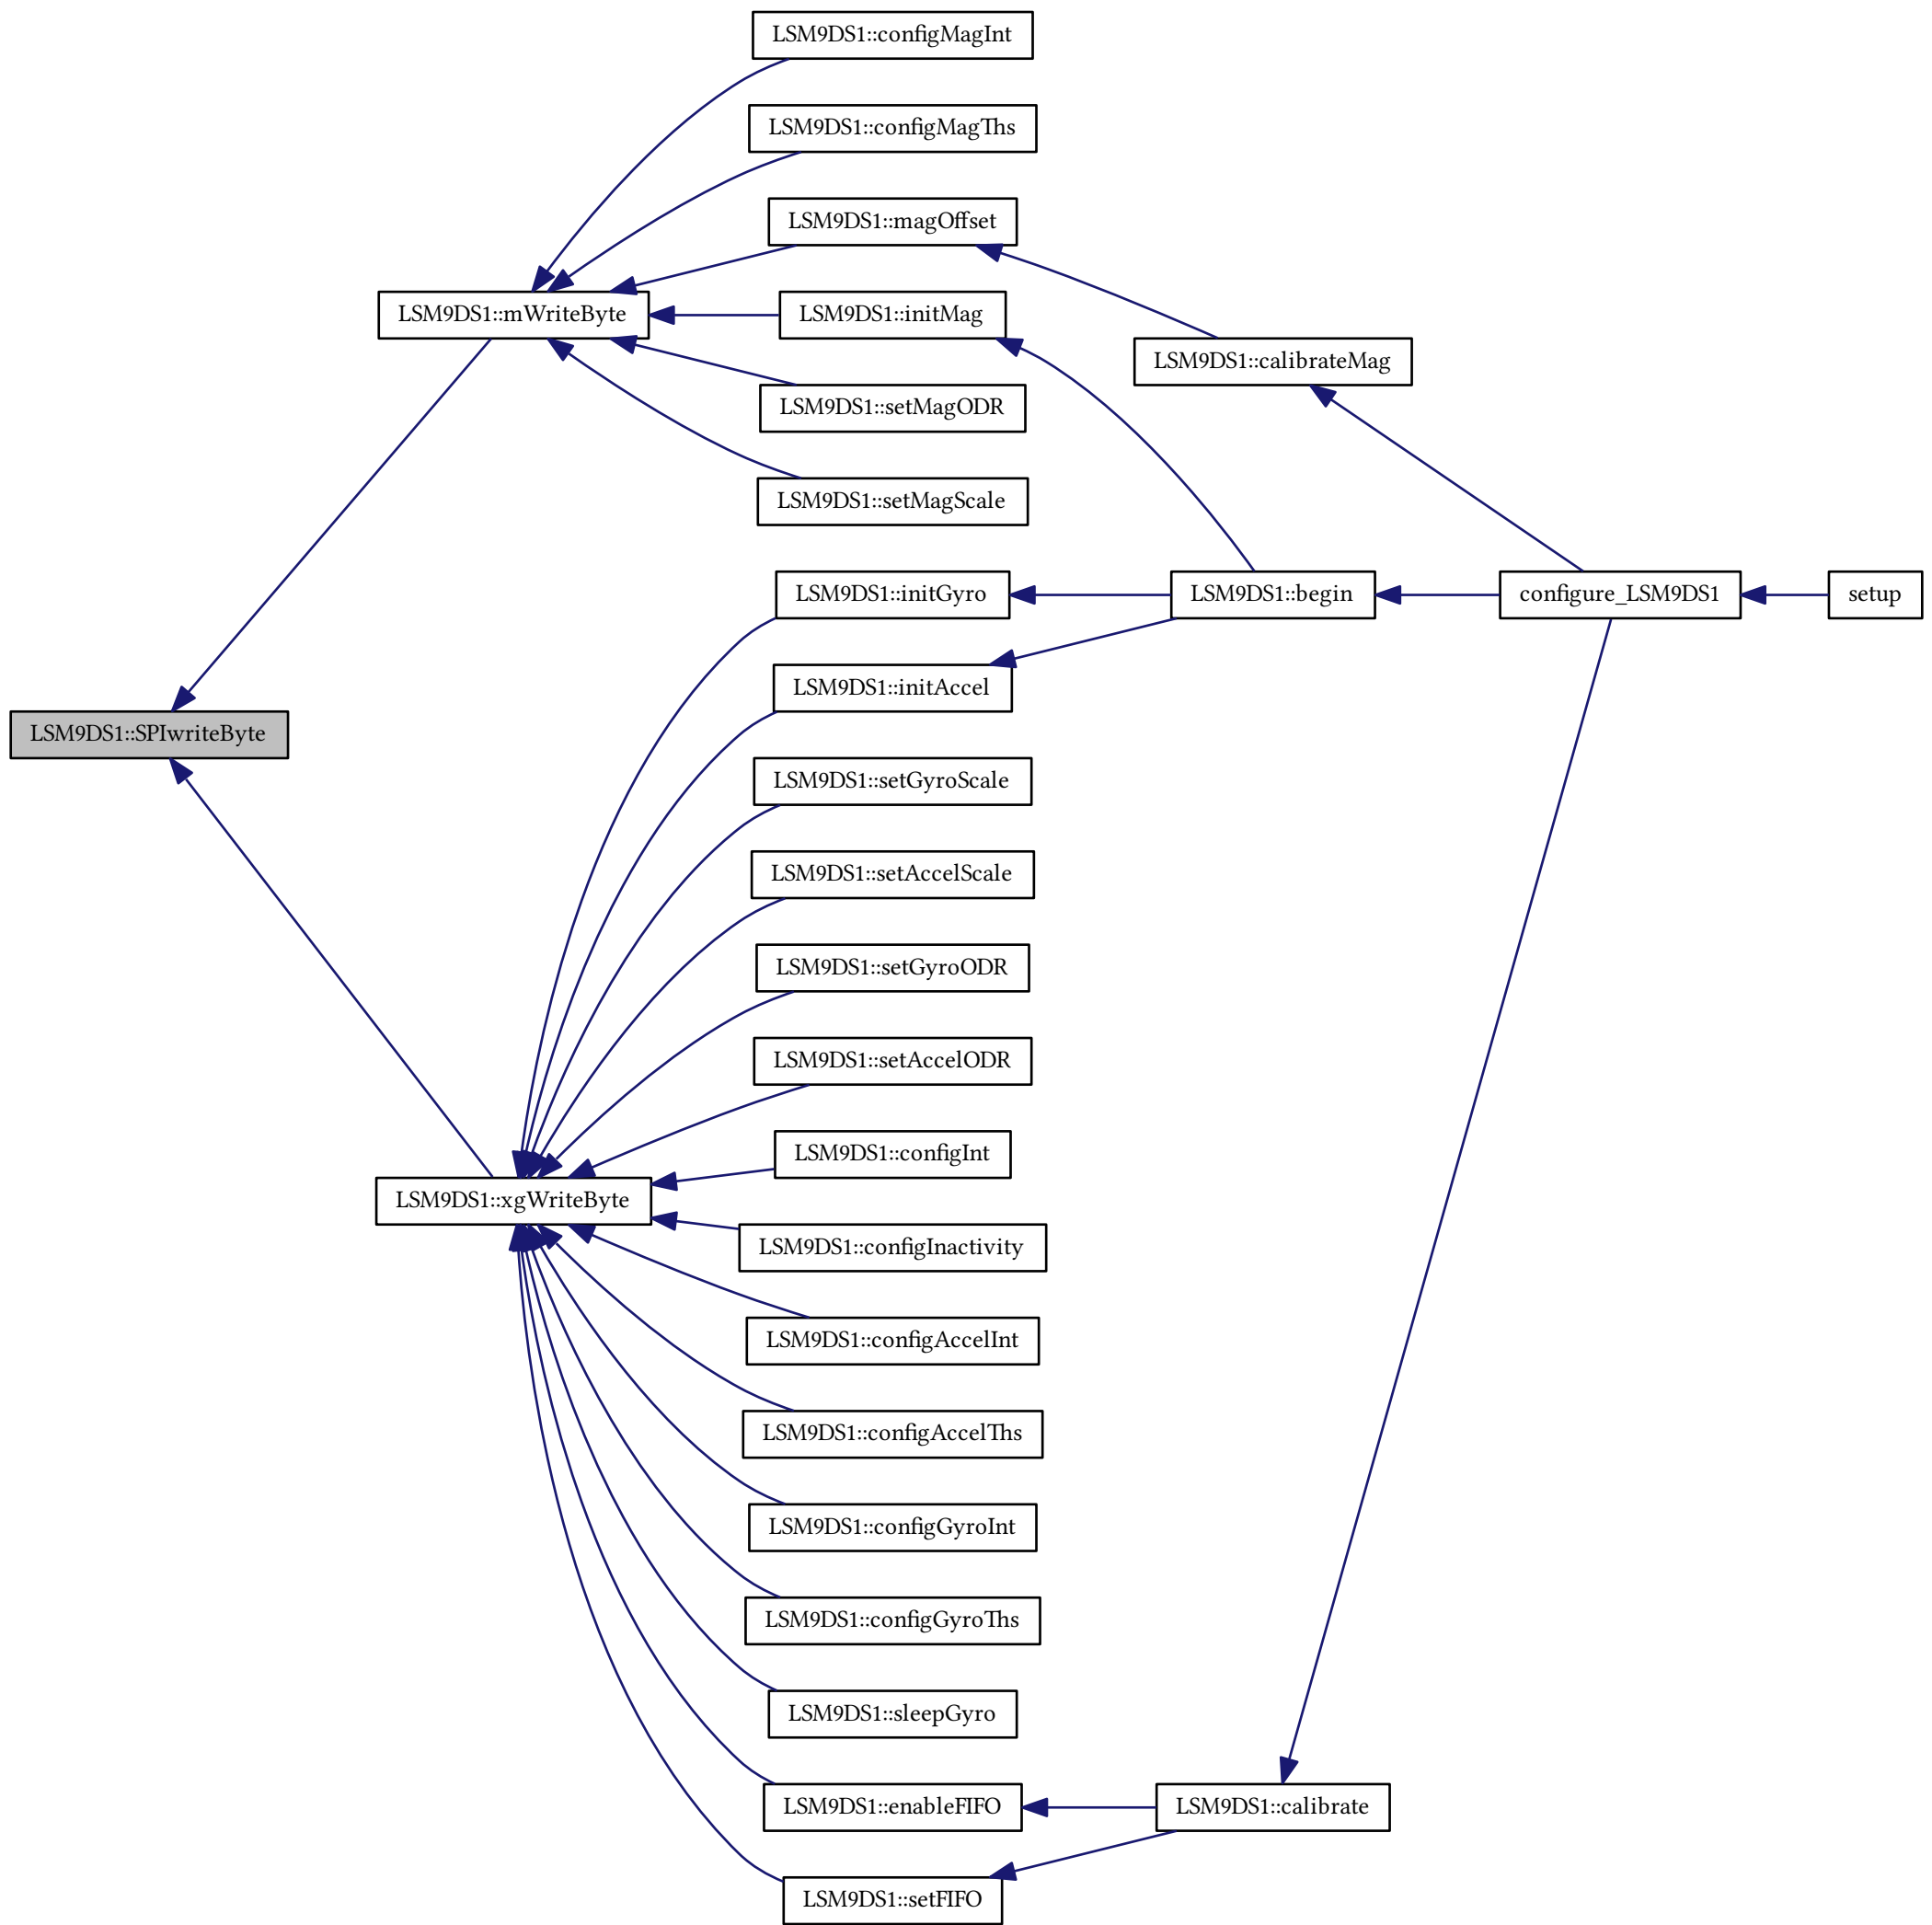 LSM9DS1::configMagInt
LSM9DS1::configMagThs
LSM9DS1::magOffset
LSM9DS1::mWriteByte
LSM9DS1::initMag
LSM9DS1::calibrateMag
LSM9DS1::setMagODR
LSM9DS1::setMagScale
LSM9DS1::initGyro
LSM9DS1::begin
configure_LSM9DS1
setup
LSM9DS1::initAccel
LSM9DS1::SPIwriteByte
LSM9DS1::setGyroScale
LSM9DS1::setAccelScale
LSM9DS1::setGyroODR
LSM9DS1::setAccelODR
LSM9DS1::configInt
LSM9DS1::xgWriteByte
LSM9DS1::configInactivity
LSM9DS1::configAccelInt
LSM9DS1::configAccelThs
LSM9DS1::configGyroInt
LSM9DS1::configGyroThs
LSM9DS1::sleepGyro
LSM9DS1::enableFIFO
LSM9DS1::calibrate
LSM9DS1::setFIFO